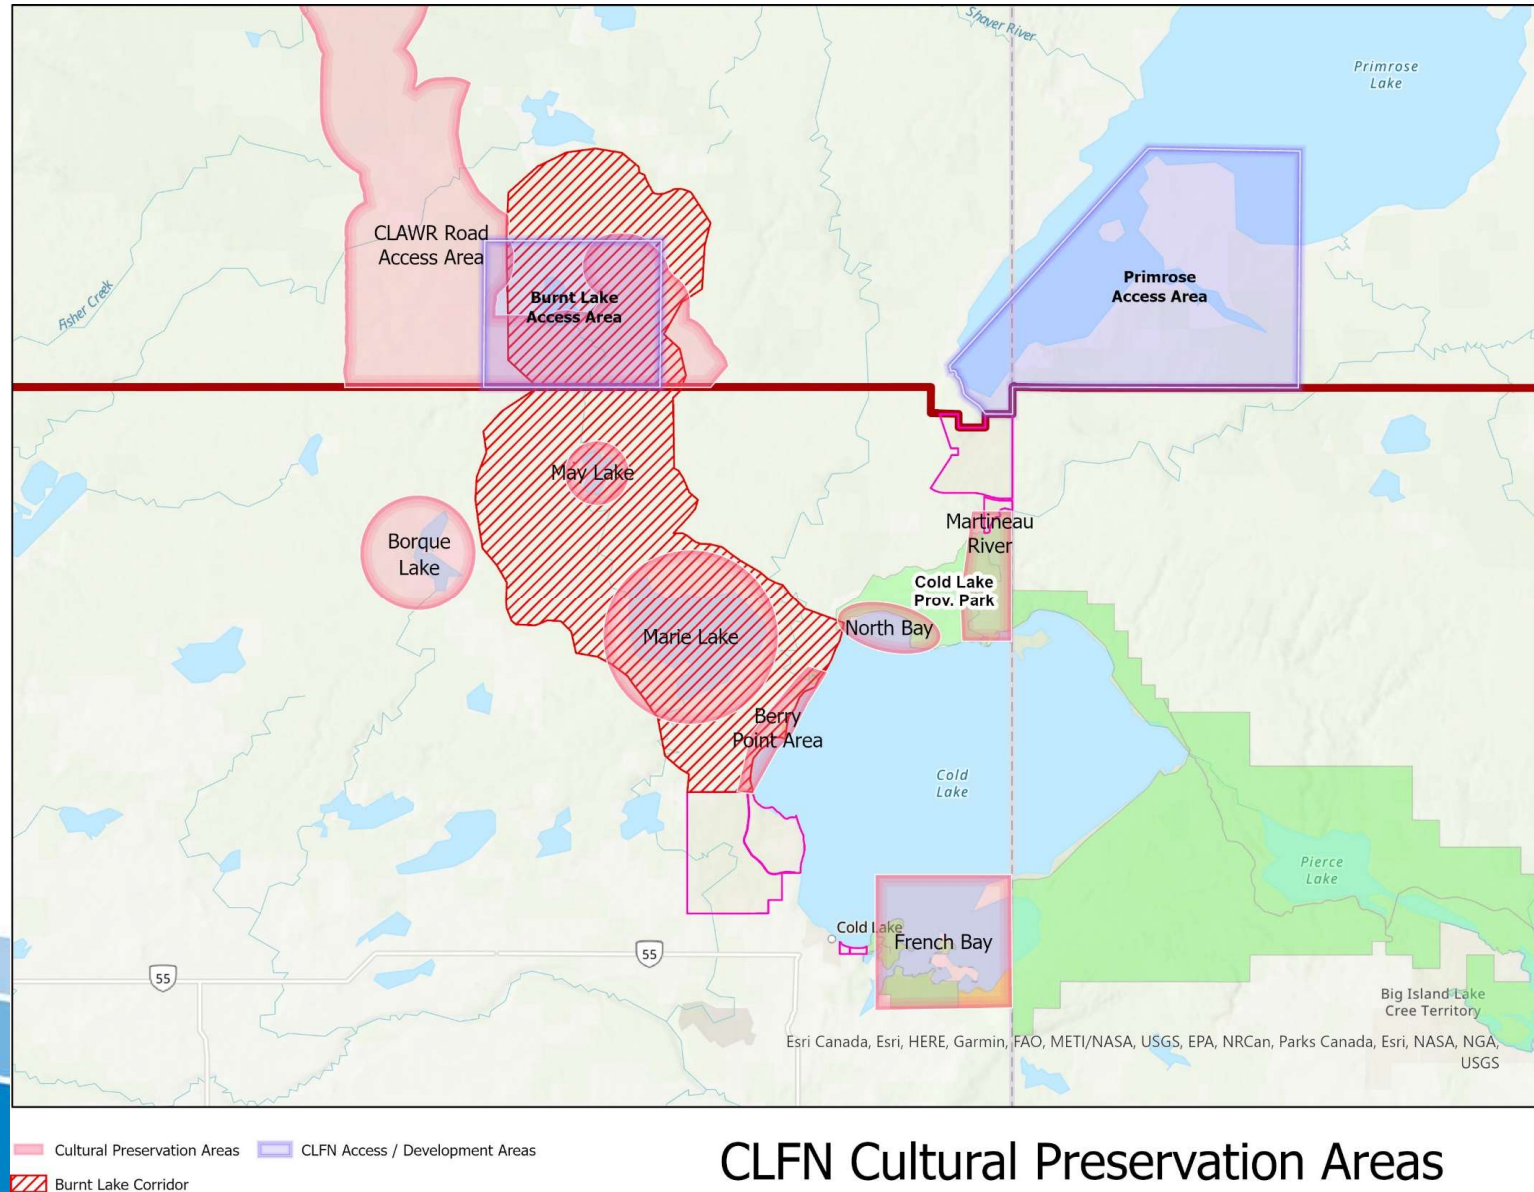 Shaver River
Primrose
Lake
CLAWR Road
Access Area
Fisher Creek
Burnt Lake
Access Area
Primrose
Access Area
May Lake
Borque
Lake
Martineau
River
Cold Lake
Prov. Park
North Bay
Marie Lake
Berry
Point Area
Cold
Lake
Pierce
Lake
Cold Lake
French Bay
55
55
Big Island Lake
Cree Territory
Esri Canada, Esri, HERE, Garmin, FAO, METI/NASA, USGS, EPA, NRCan, Parks Canada, Esri, NASA, NGA,
USGS
Cultural Preservation Areas
CLFN Access / Development Areas
Burnt Lake Corridor
CLFN Cultural Preservation Areas